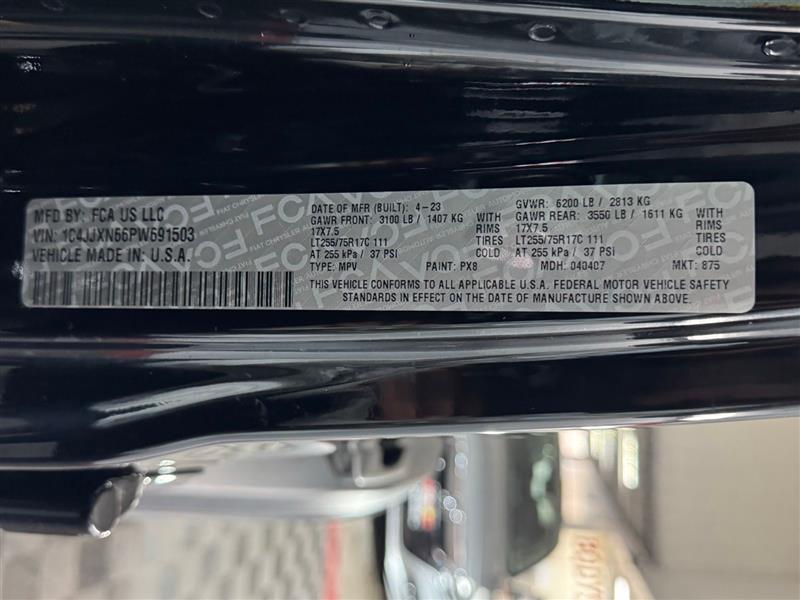 MFD BY: FCA US LLC
VIN: 1C4JJXN66PW691503
VEHICLE MADE IN: U.S.A.
DATE OF MFR (BUILT): 4-23 GVWR: 6200 LB / 2813 KG
GAWR FRONT: 3100 LB / 1407 KG WITH GAWR REAR: 3550 LB / 1611 KG WITH
17X7.5 RIMS 17X7.5 RIMS
LT255/75R17C 111 TIRES LT255/75R17C 111 TIRES
AT 255 kPa / 37 PSI COLD AT 255 kPa / 37 PSI COLD
TYPE: MPV PAINT: PX8 MDH: 040407 MKT: 875
THIS VEHICLE CONFORMS TO ALL APPLICABLE U.S.A. FEDERAL MOTOR VEHICLE SAFETY
STANDARDS IN EFFECT ON THE DATE OF MANUFACTURE SHOWN ABOVE.